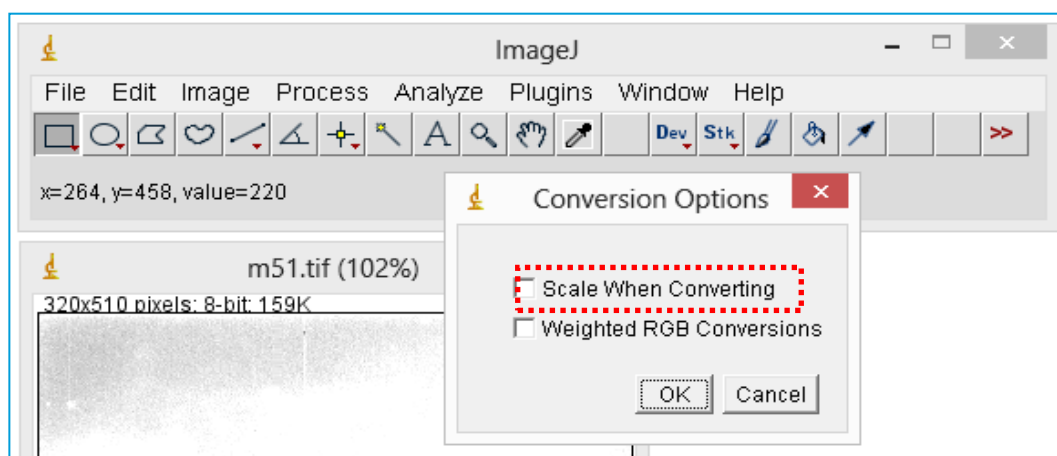 ImageJ
File Edit Image Process Analyze Plugins Window Help
A Dev Stk >>
x=264, y=458, value=220
Conversion Options
Scale When Converting
Weighted RGB Conversions
OK Cancel
m51.tif (102%)
320x510 pixels; 8-bit; 159K